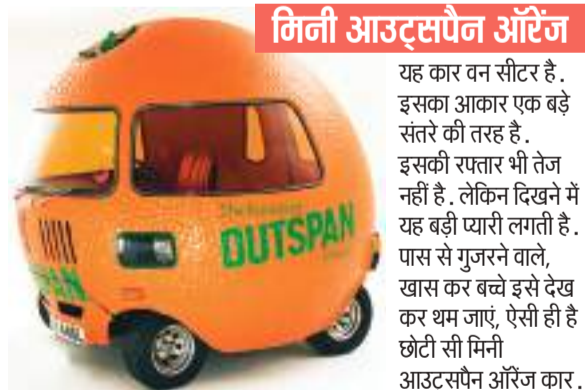 मिनी आउट्सपैन ऑरेंज
यह कार वन सीटर है.
इसका आकार एक बड़े
संतरे की तरह है.
इसकी रफ्तार भी तेज
नहीं है. लेकिन दिखने में
यह बड़ी प्यारी लगती है.
पास से गुजरने वाले,
खास कर बच्चे इसे देख
कर थम जाएं, ऐसी ही है
छोटी सी मिनी
आउटसपैन ऑरेंज कार.
OUTSPAN
PAN